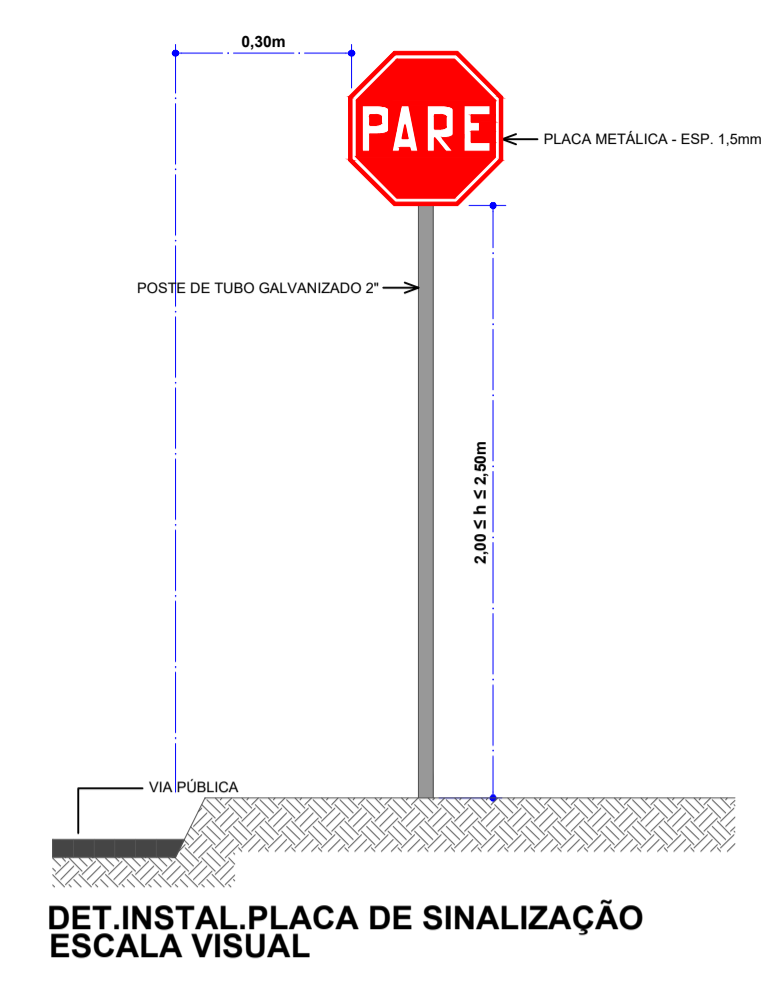 0,30m
PARE
PLACA METÁLICA - ESP. 1,5mm
POSTE DE TUBO GALVANIZADO 2"
2,00 ≤ h ≤ 2,50m
VIA PÚBLICA
DET.INSTAL.PLACA DE SINALIZAÇÃO
ESCALA VISUAL